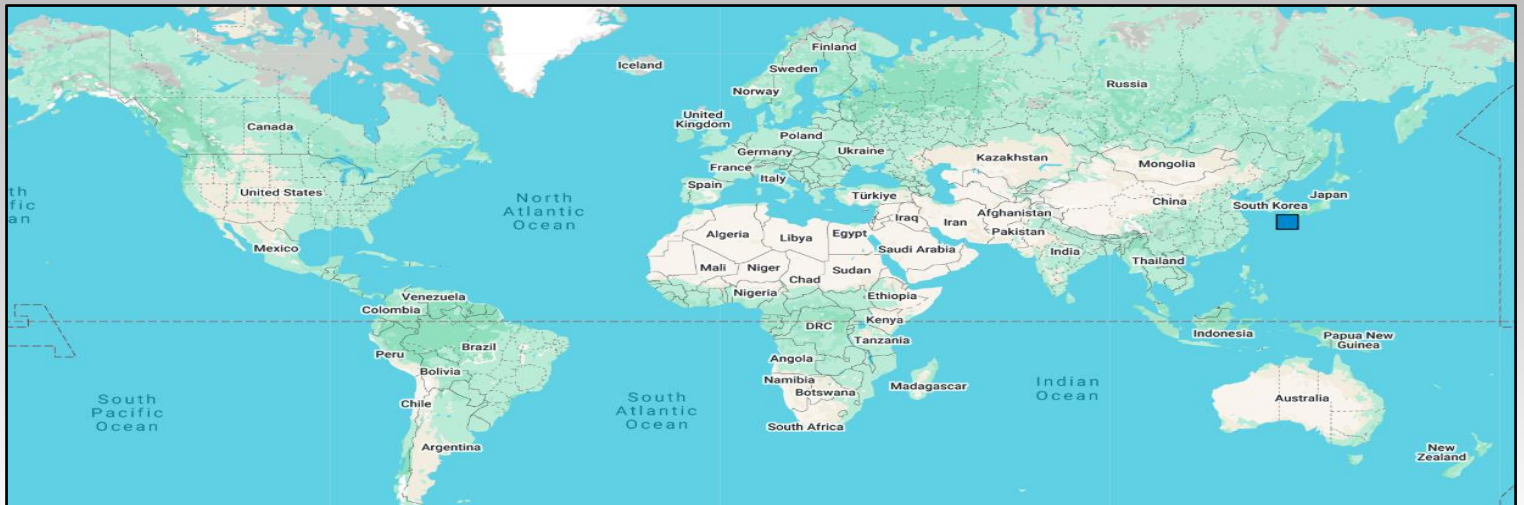 Finland
Iceland
Sweden
Russia
Norway
United
Kingdom
Canada
Poland
Germany
Ukraine
Kazakhstan
Mongolia
France
Italy
Spain
th
fic
an
United States
North
Atlantic
Ocean
Türkiye
Japan
China
South Korea
Afghanistan
Iraq
Iran
Pakistan
Algeria
Libya
Egypt
Mexico
Saudi Arabia
India
Thailand
Mali
Niger
Chad
Sudan
Nigeria
Ethiopia
Venezuela
Colombia
Kenya
DRC
Indonesia
Papua New
Guinea
Tanzania
Brazil
Peru
Angola
Bolivia
Namibia
Botswana
Madagascar
Indian
Ocean
South
Pacific
Ocean
Chile
South
Atlantic
Ocean
Australia
South Africa
Argentina
New
Zealand